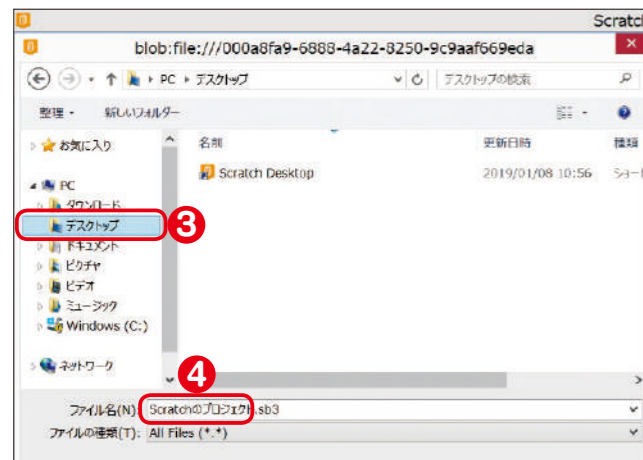 Scratc
blob:file:///000a8fa9-6888-4a22-8250-9c9aaf669eda
PC デスクトップ
デスクトップの検索
整理 新しいフォルダー
名前 更新日時 種類
Scratch Desktop 2019/01/08 10:56 ショート
お気に入り
PC
ダウンロード
デスクトップ
3
ドキュメント
ピクチャ
ビデオ
ミュージック
Windows (C:)
ネットワーク
4
ファイル名(N): Scratchのプロジェクト.sb3
ファイルの種類(T): All Files (*.*)